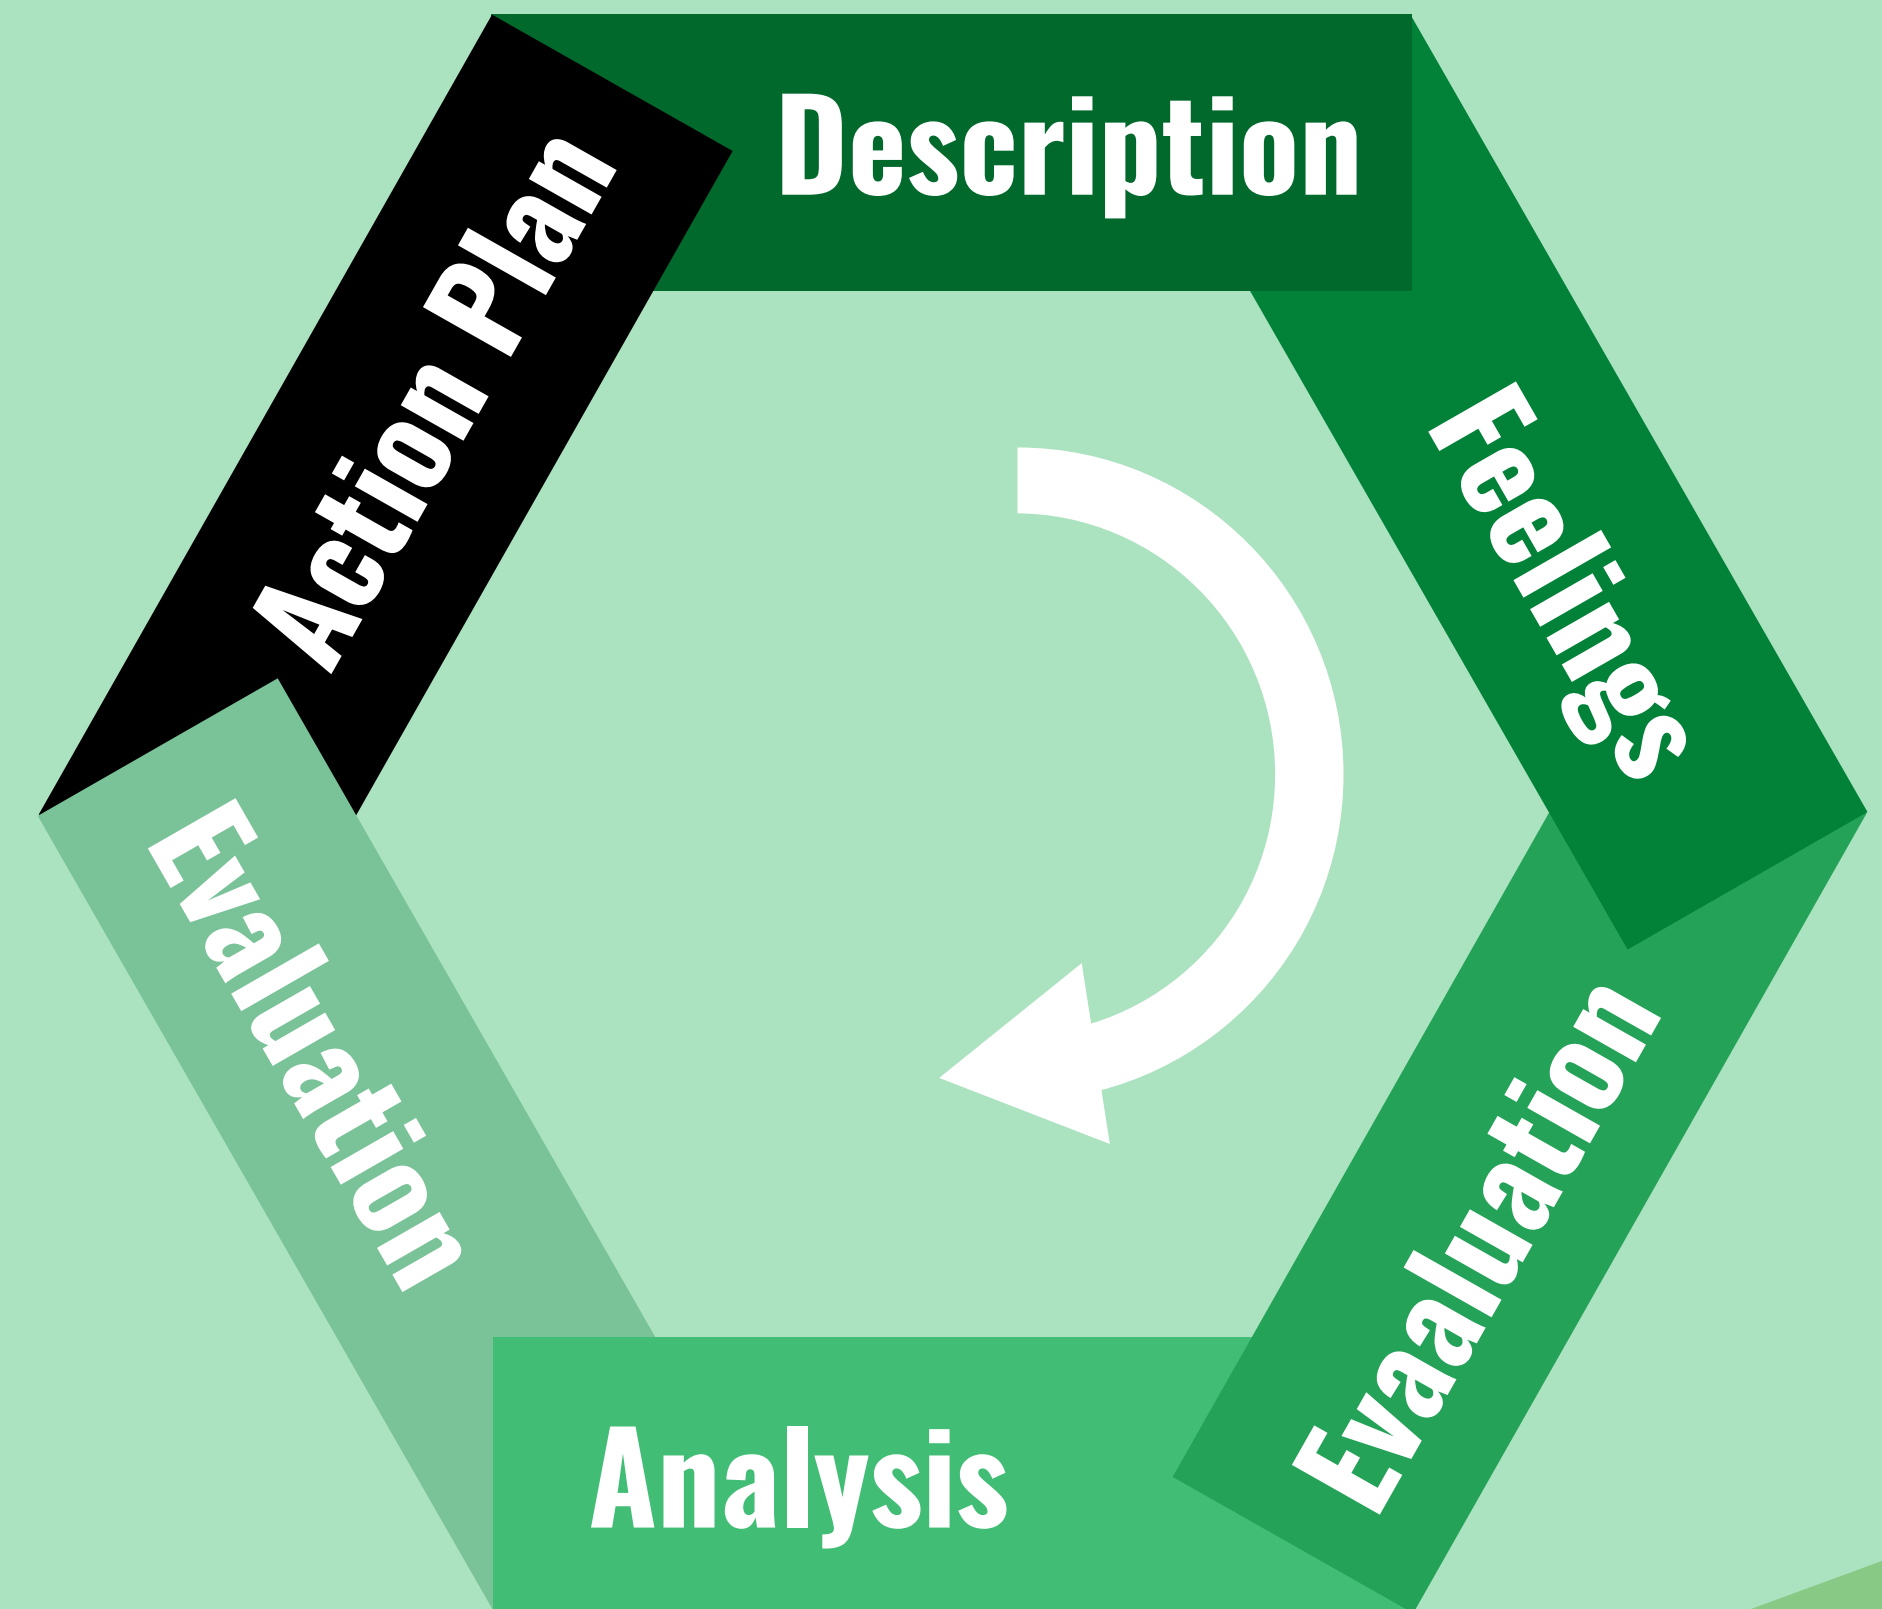 Description
Feelings
Evaaluation
Analysis
Evaluation
Action Plan